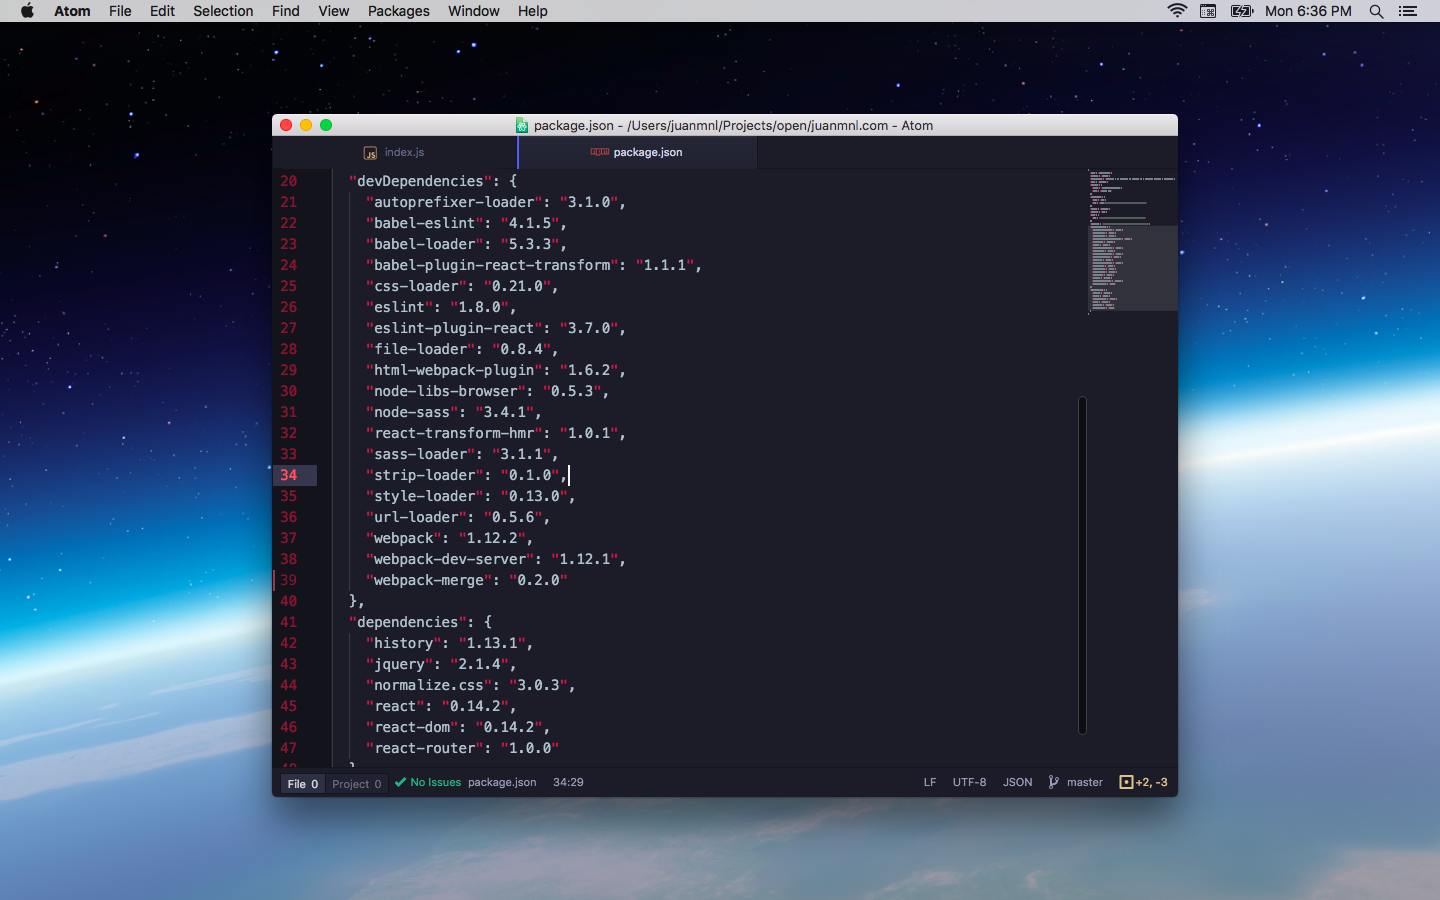 Atom File Edit Selection Find View Packages Window Help Mon 6:36 PM
package.json - /Users/juanmnl/Projects/open/juanmnl.com - Atom
JS index.js npm package.json
20 "devDependencies": {
21 "autoprefixer-loader": "3.1.0",
22 "babel-eslint": "4.1.5",
23 "babel-loader": "5.3.3",
24 "babel-plugin-react-transform": "1.1.1",
25 "css-loader": "0.21.0",
26 "eslint": "1.8.0",
27 "eslint-plugin-react": "3.7.0",
28 "file-loader": "0.8.4",
29 "html-webpack-plugin": "1.6.2",
30 "node-libs-browser": "0.5.3",
31 "node-sass": "3.4.1",
32 "react-transform-hmr": "1.0.1",
33 "sass-loader": "3.1.1",
34 "strip-loader": "0.1.0",
35 "style-loader": "0.13.0",
36 "url-loader": "0.5.6",
37 "webpack": "1.12.2",
38 "webpack-dev-server": "1.12.1",
39 "webpack-merge": "0.2.0"
40 },
41 "dependencies": {
42 "history": "1.13.1",
43 "jquery": "2.1.4",
44 "normalize.css": "3.0.3",
45 "react": "0.14.2",
46 "react-dom": "0.14.2",
47 "react-router": "1.0.0"
File 0 Project 0 No Issues package.json 34:29 LF UTF-8 JSON master +2, -3